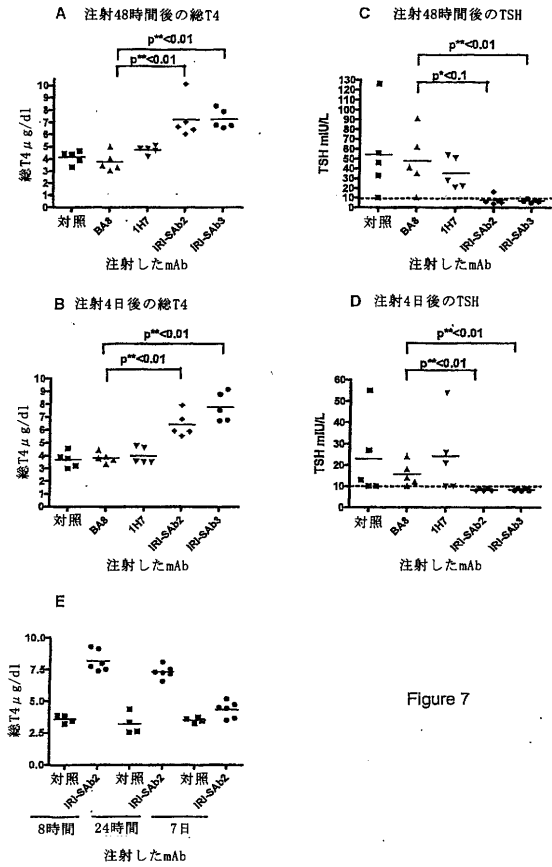 A 注射48時間後の総T4
p**<0.01
p**<0.01
総T4μg/dl
10
9
8
7
6
5
4
3
2
1
0
対照
BA8
1H7
IRI-SAb2
IRI-SAb3
注射したmAb
C 注射48時間後のTSH
p**<0.01
p*<0.1
TSH mIU/L
130
120
110
100
90
80
70
60
50
40
30
20
10
0
対照
BA8
1H7
IRI-SAb2
IRI-SAb3
注射したmAb
B 注射4日後の総T4
p**<0.01
p**<0.01
総T4μg/dl
10
9
8
7
6
5
4
3
2
1
0
対照
BA8
1H7
IRI-SAb2
IRI-SAb3
注射したmAb
D 注射4日後のTSH
p**<0.01
p**<0.01
TSH mIU/L
60
50
40
30
20
10
0
対照
BA8
1H7
IRI-SAb2
IRI-SAb3
注射したmAb
E
総T4μg/dl
10.0
7.5
5.0
2.5
対照
IRI-SAb2
対照
IRI-SAb2
対照
IRI-SAb2
8時間
24時間
7日
注射したmAb
Figure 7